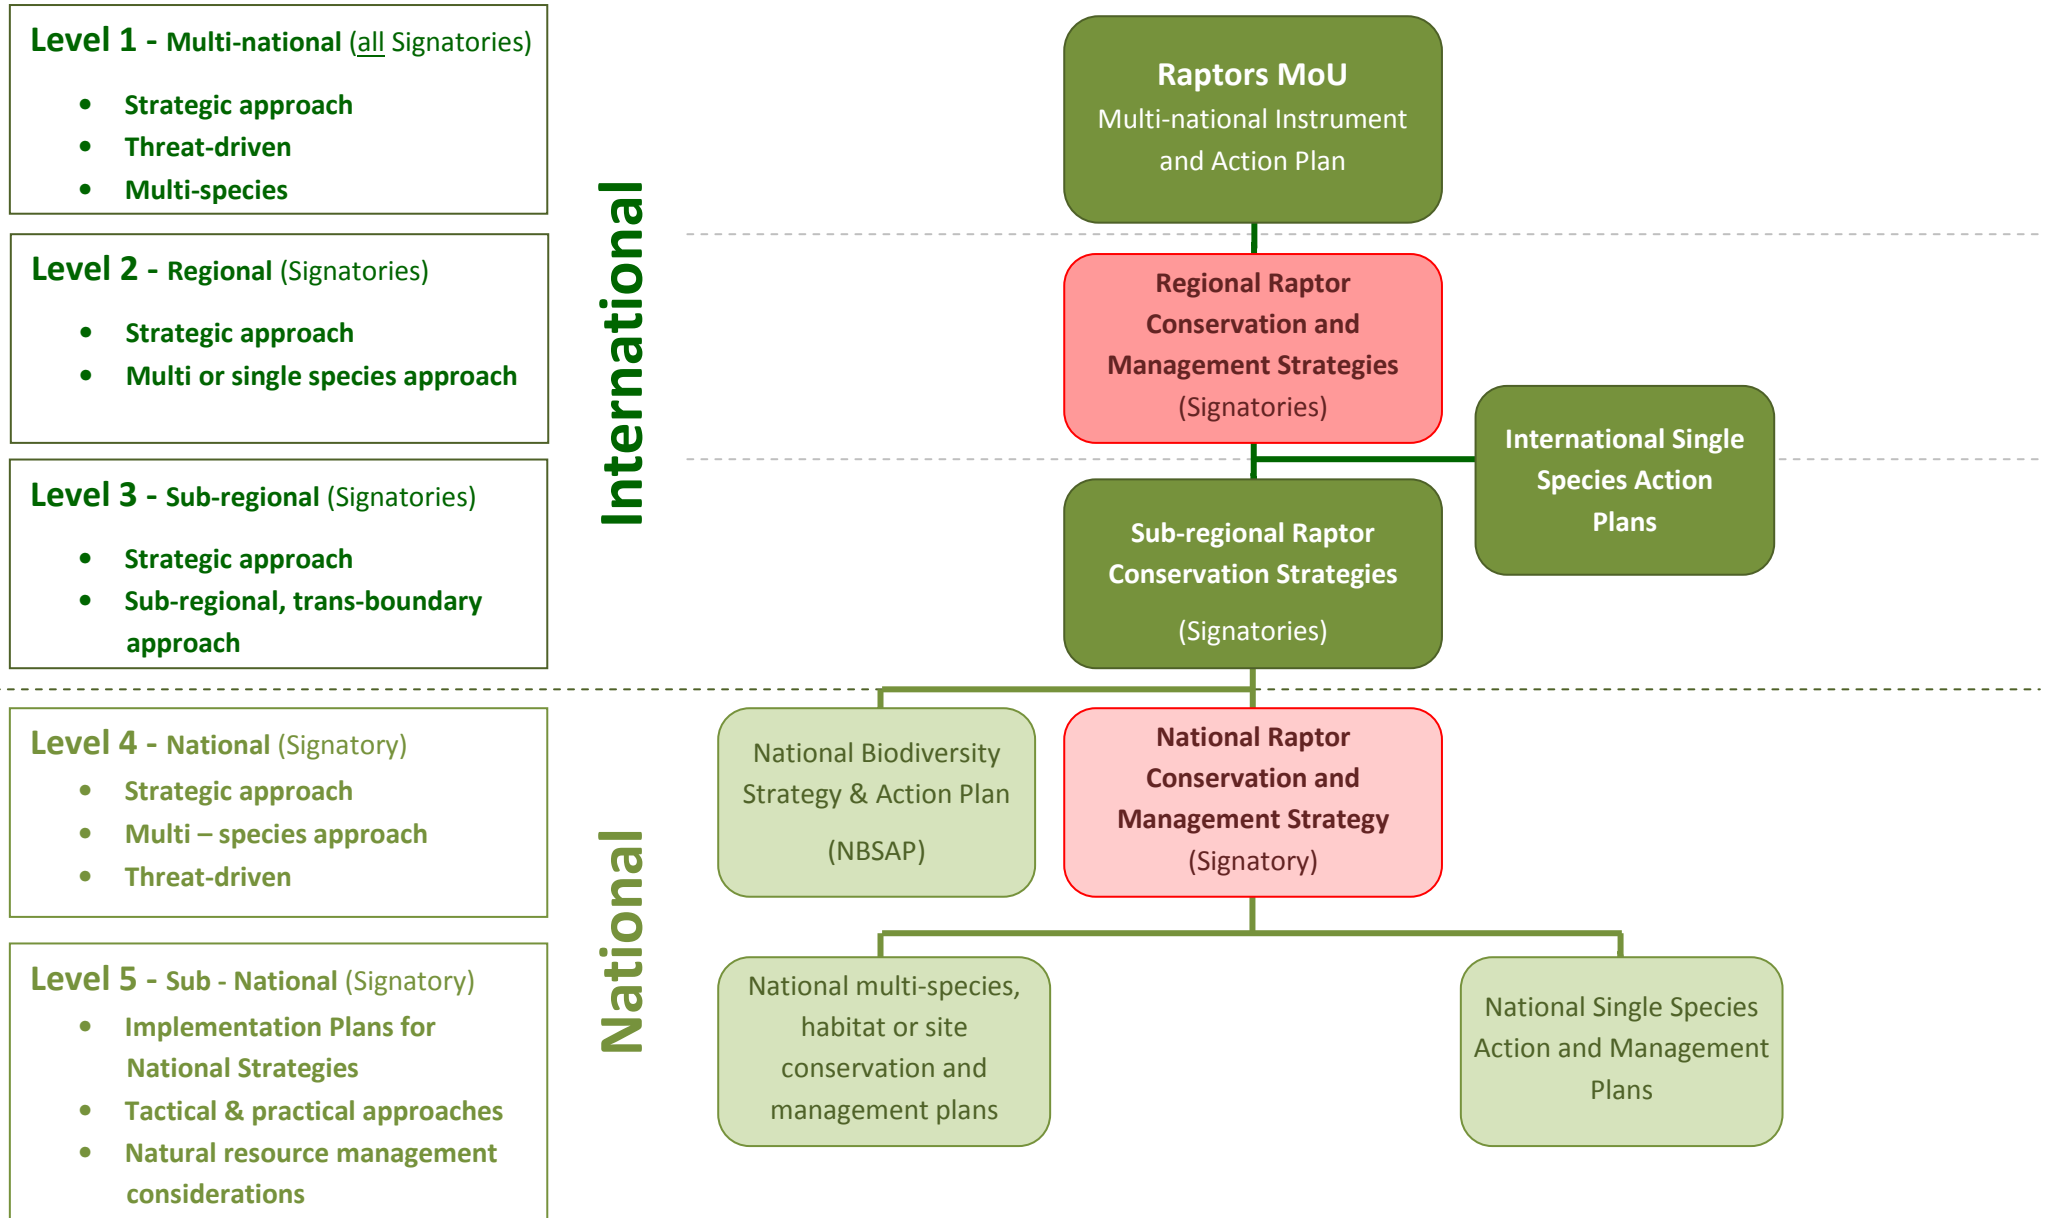 Level 1 - Multi-national (all Signatories)
• Strategic approach
• Threat-driven
• Multi-species
Level 2 - Regional (Signatories)
• Strategic approach
• Multi or single species approach
Level 3 - Sub-regional (Signatories)
• Strategic approach
• Sub-regional, trans-boundary
approach
Level 4 - National (Signatory)
• Strategic approach
• Multi – species approach
• Threat-driven
Level 5 - Sub - National (Signatory)
• Implementation Plans for
National Strategies
• Tactical & practical approaches
• Natural resource management
considerations
International
National
Raptors MoU
Multi-national Instrument
and Action Plan
Regional Raptor
Conservation and
Management Strategies
(Signatories)
International Single
Species Action
Plans
Sub-regional Raptor
Conservation Strategies
(Signatories)
National Biodiversity
Strategy & Action Plan
(NBSAP)
National Raptor
Conservation and
Management Strategy
(Signatory)
National multi-species,
habitat or site
conservation and
management plans
National Single Species
Action and Management
Plans